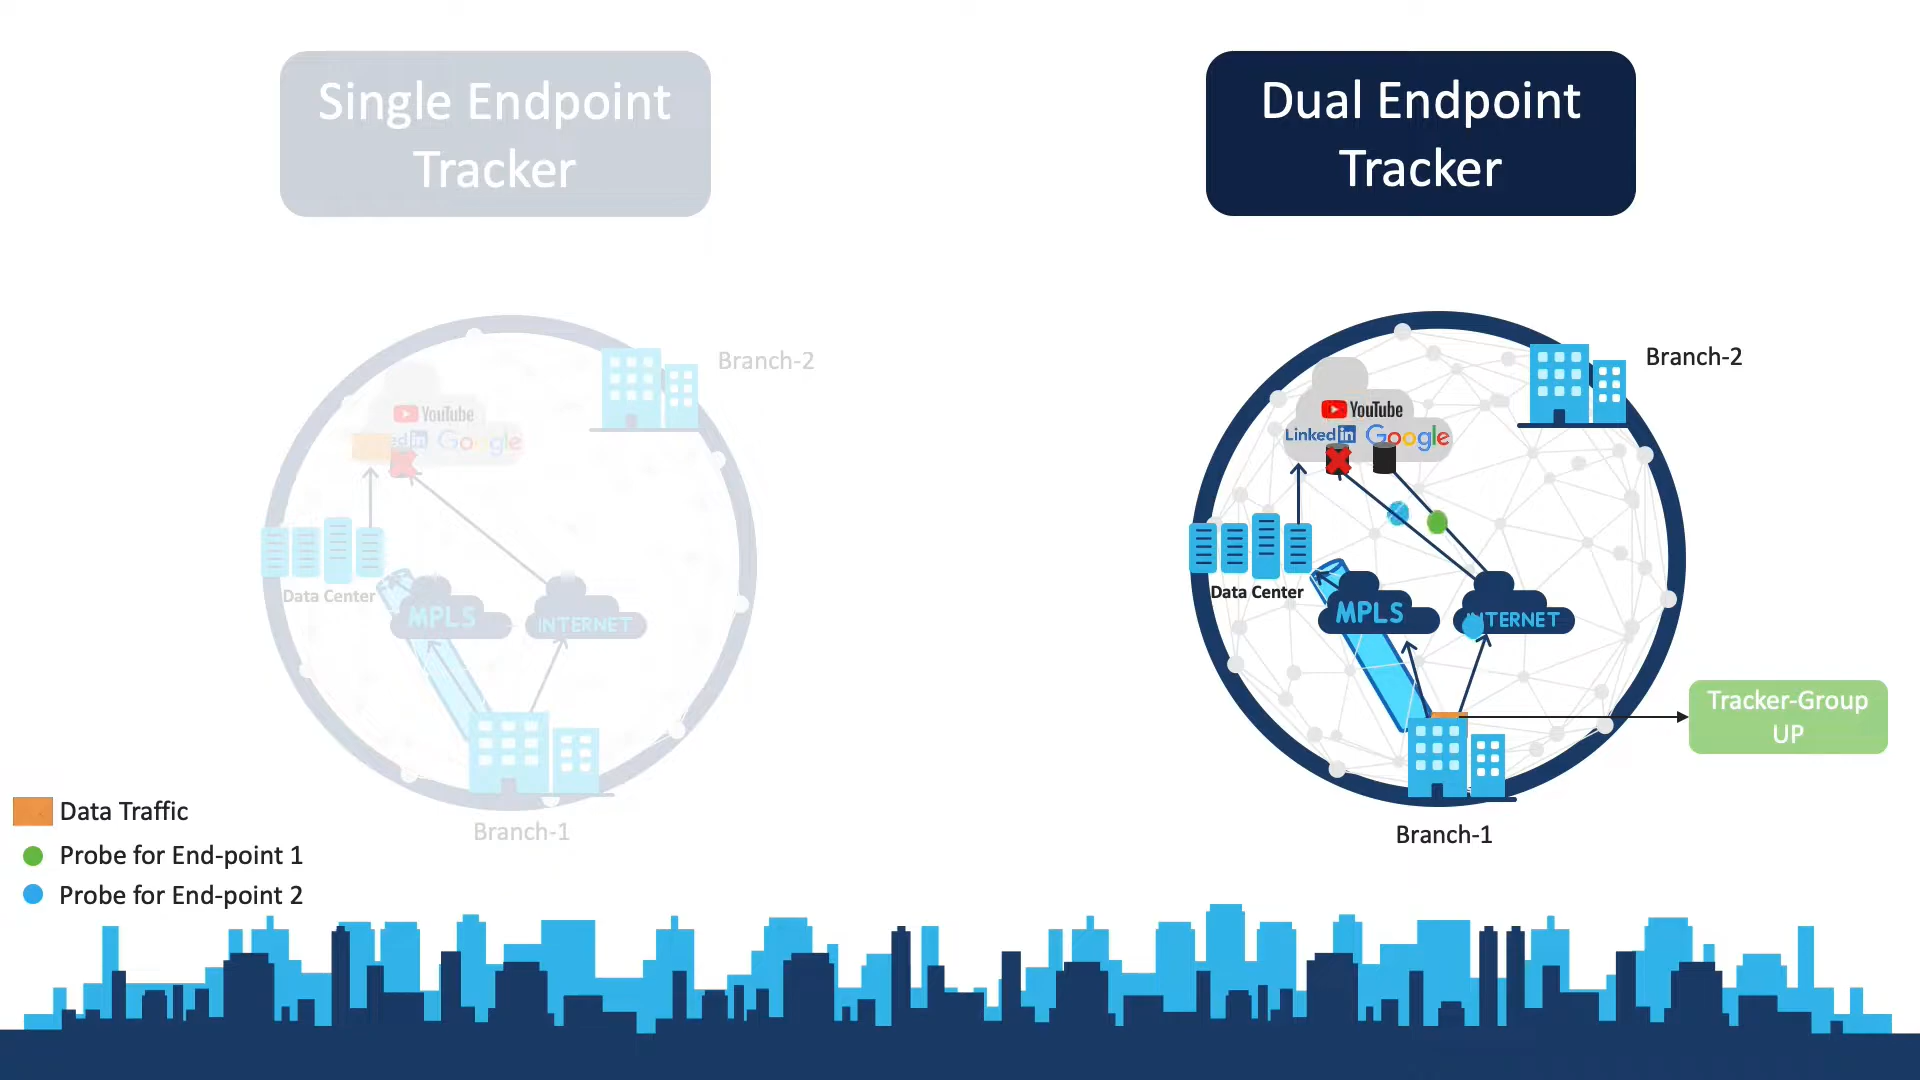 Single Endpoint
Tracker
Dual Endpoint
Tracker
Branch-2
YouTube
edin Google
Data Center
MPLS
INTERNET
Branch-1
Branch-2
YouTube
Linkedin Google
Data Center
MPLS
INTERNET
Tracker-Group
UP
Branch-1
Data Traffic
Probe for End-point 1
Probe for End-point 2